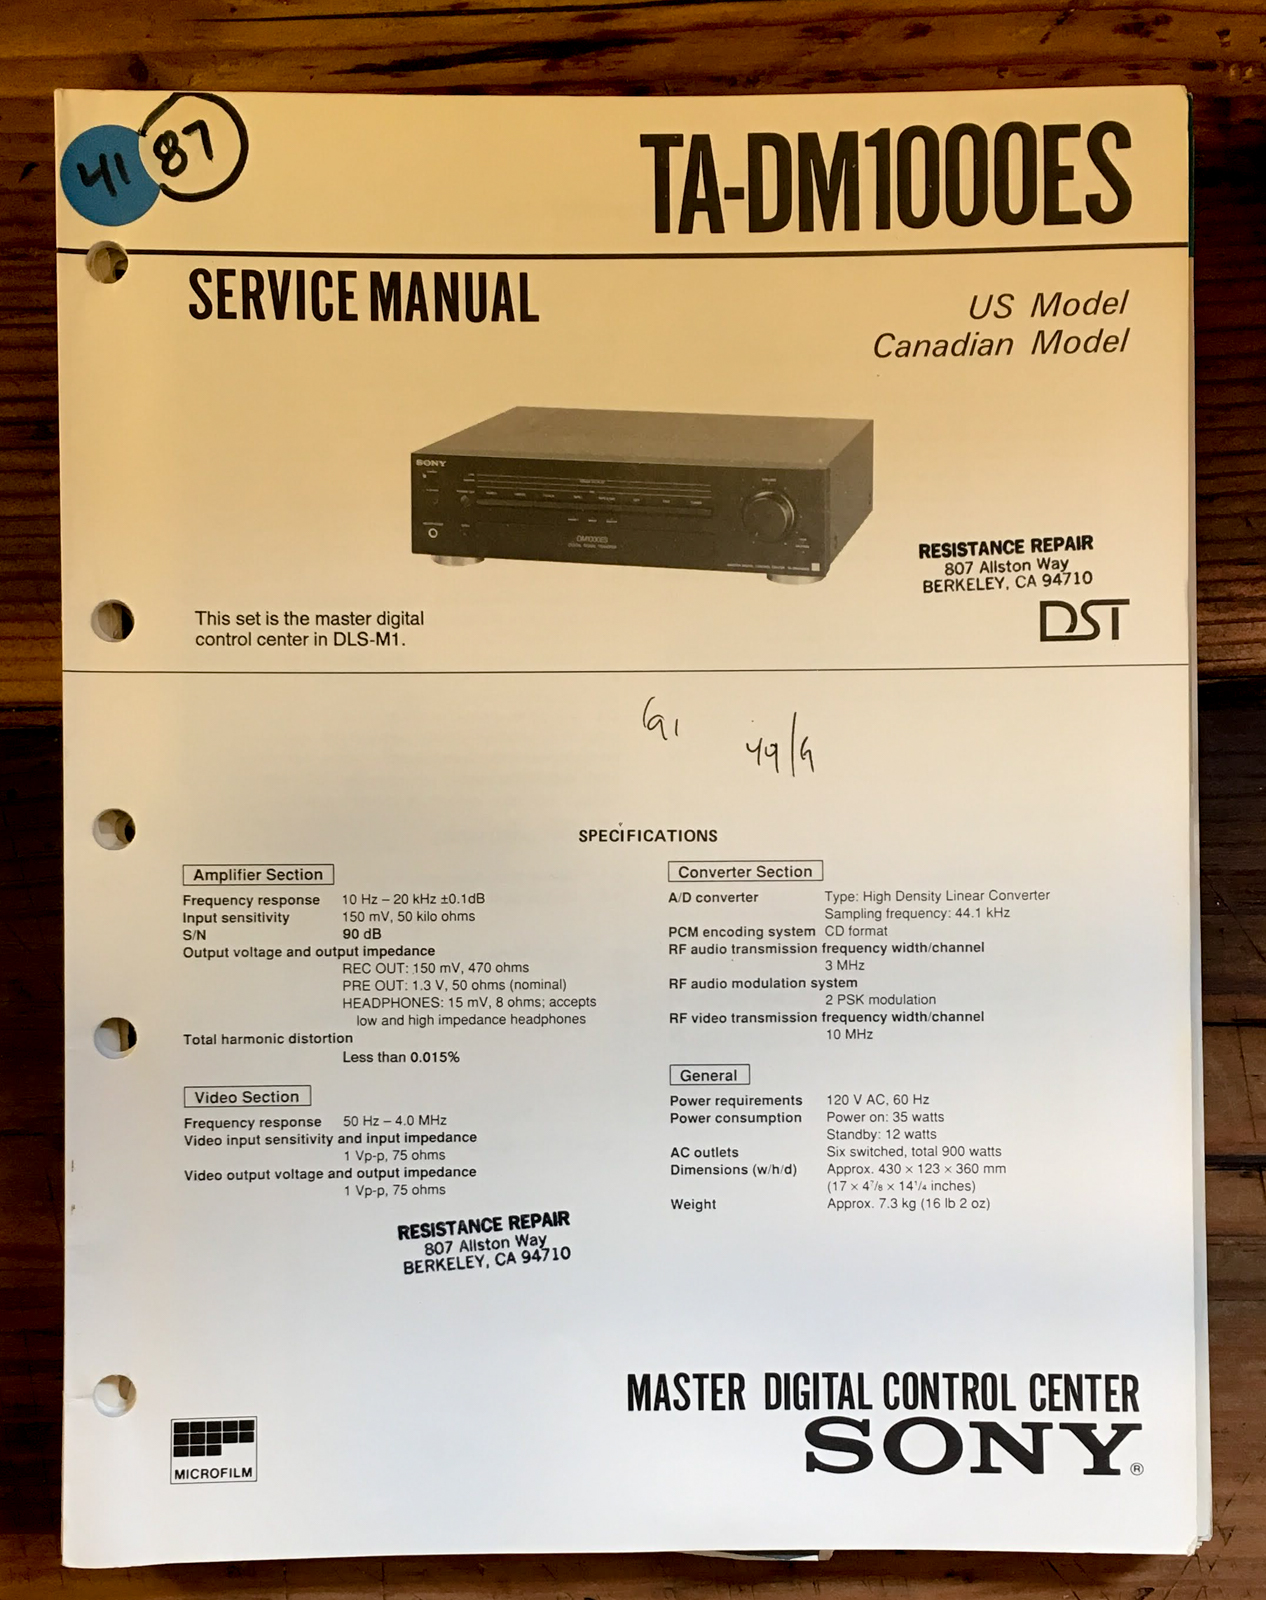 41 87
TA-DM1000ES
SERVICE MANUAL
US Model
Canadian Model
SONY
DM1000ES
RESISTANCE REPAIR
807 Allston Way
BERKELEY, CA 94710
DST
This set is the master digital
control center in DLS-M1.
G1
49/G
SPECIFICATIONS
Amplifier Section
Frequency response 10 Hz – 20 kHz ±0.1dB
Input sensitivity 150 mV, 50 kilo ohms
S/N 90 dB
Output voltage and output impedance
REC OUT: 150 mV, 470 ohms
PRE OUT: 1.3 V, 50 ohms (nominal)
HEADPHONES: 15 mV, 8 ohms; accepts
low and high impedance headphones
Total harmonic distortion
Less than 0.015%
Video Section
Frequency response 50 Hz – 4.0 MHz
Video input sensitivity and input impedance
1 Vp-p, 75 ohms
Video output voltage and output impedance
1 Vp-p, 75 ohms
RESISTANCE REPAIR
807 Allston Way
BERKELEY, CA 94710
Converter Section
A/D converter Type: High Density Linear Converter
Sampling frequency: 44.1 kHz
PCM encoding system CD format
RF audio transmission frequency width/channel
3 MHz
RF audio modulation system
2 PSK modulation
RF video transmission frequency width/channel
10 MHz
General
Power requirements 120 V AC, 60 Hz
Power consumption Power on: 35 watts
Standby: 12 watts
AC outlets Six switched, total 900 watts
Dimensions (w/h/d) Approx. 430 × 123 × 360 mm
(17 × 4 7/8 × 14 1/4 inches)
Weight Approx. 7.3 kg (16 lb 2 oz)
MICROFILM
MASTER DIGITAL CONTROL CENTER
SONY®